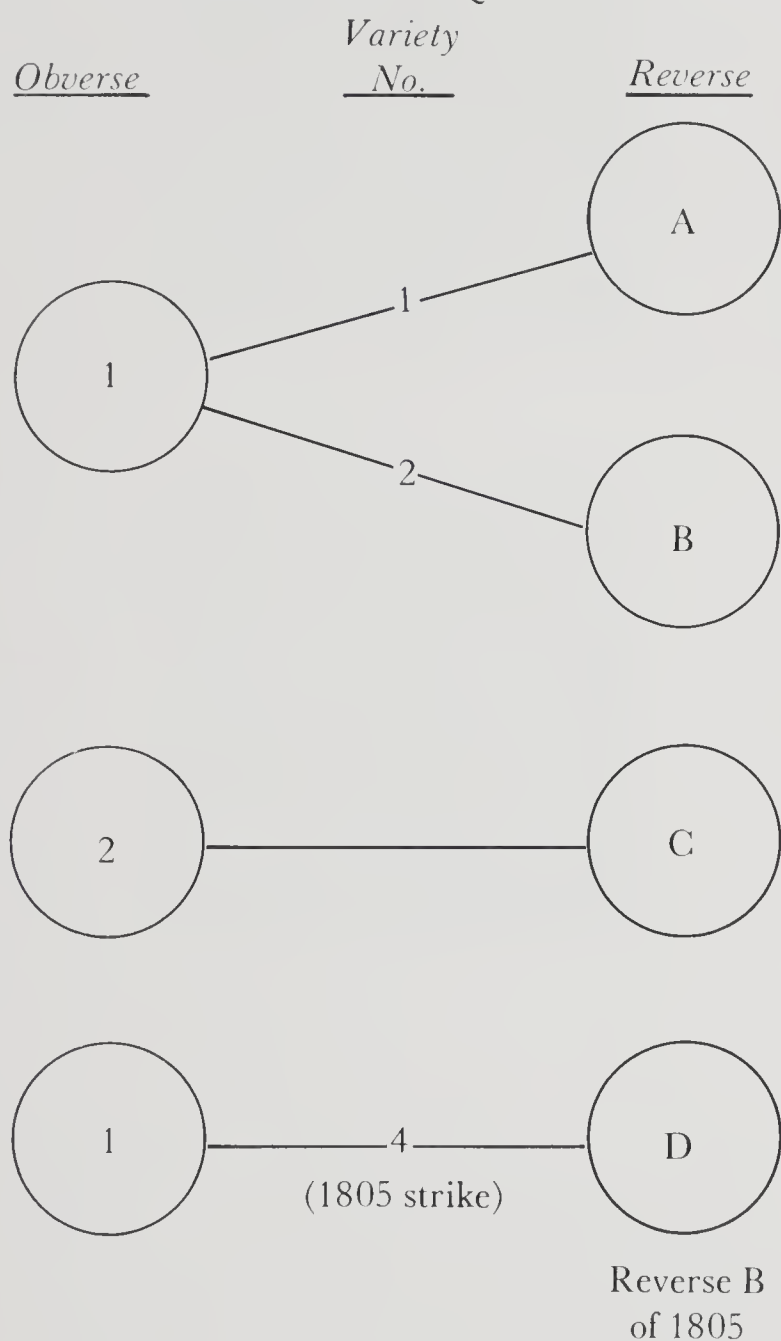 Variety
Obverse No. Reverse
A
1
1
2
B
2 C
1 4 D
(1805 strike)
Reverse B
of 1805